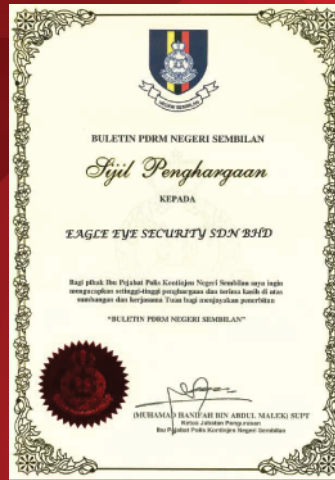 NEGERI SEMBILAN
BULETIN PDRM NEGERI SEMBILAN
Sijil Penghargaan
KEPADA
EAGLE EYE SECURITY SDN BHD
Bagi pihak Ibu Pejabat Polis Kontinjen Negeri Sembilan saya ingin
mengucapkan setinggi-tinggi penghargaan dan terima kasih di atas
sumbangan dan kerjasama Tuan bagi menjayakan penerbitan
"BULETIN PDRM NEGERI SEMBILAN"
(MUHAMAD HANIFAH BIN ABDUL MALEK) SUPT
Ketua Jabatan Pengurusan
Ibu Pejabat Polis Kontinjen Negeri Sembilan